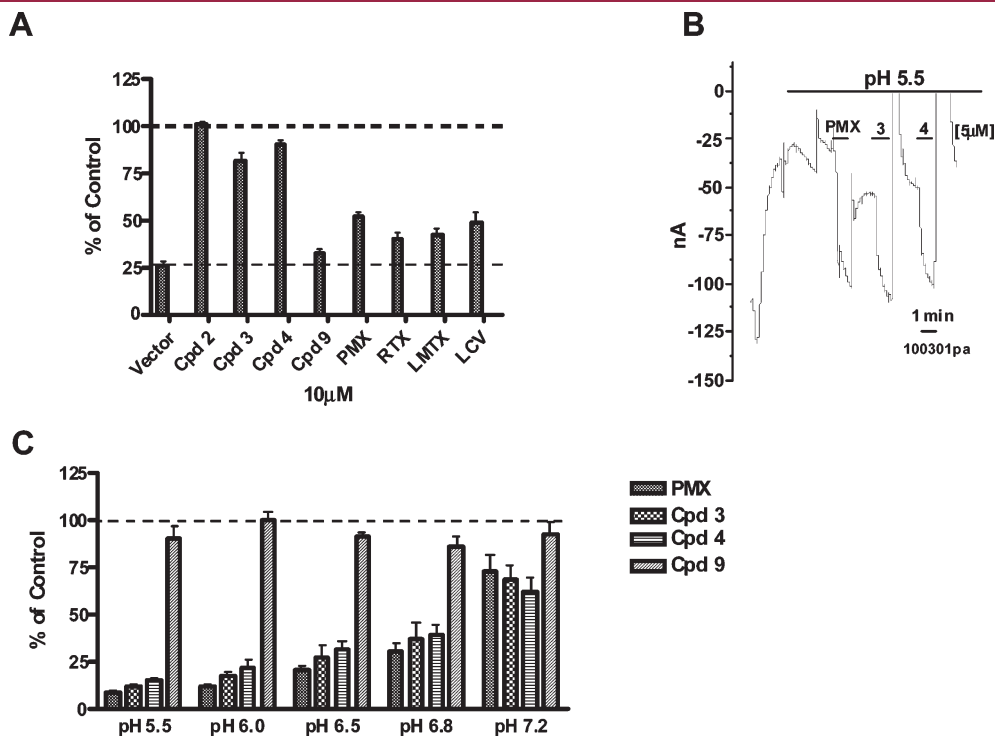 A
125
100
75
50
25
0
% of Control
Vector
Cpd 2
Cpd 3
Cpd 4
Cpd 9
PMX
RTX
LMTX
LCV
10µM
B
pH 5.5
0
-25
-50
-75
-100
-125
-150
nA
PMX
3
4
[5µM]
1 min
100301pa
C
125
100
75
50
25
0
% of Control
pH 5.5
pH 6.0
pH 6.5
pH 6.8
pH 7.2
PMX
Cpd 3
Cpd 4
Cpd 9